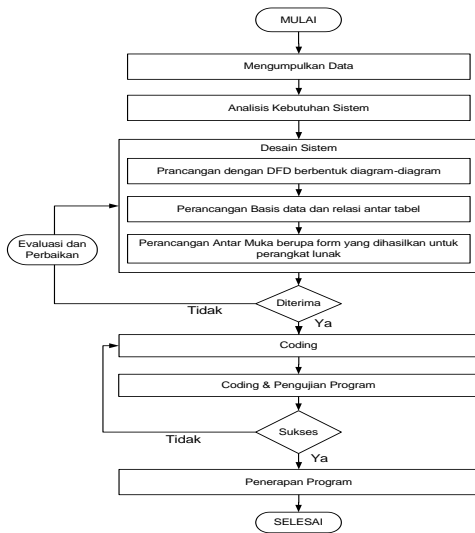 MULAI
Mengumpulkan Data
Analisis Kebutuhan Sistem
Desain Sistem
Prancangan dengan DFD berbentuk diagram-diagram
Perancangan Basis data dan relasi antar tabel
Perancangan Antar Muka berupa form yang dihasilkan untuk
perangkat lunak
Evaluasi dan
Perbaikan
Diterima
Tidak
Ya
Coding
Coding & Pengujian Program
Sukses
Tidak
Ya
Penerapan Program
SELESAI